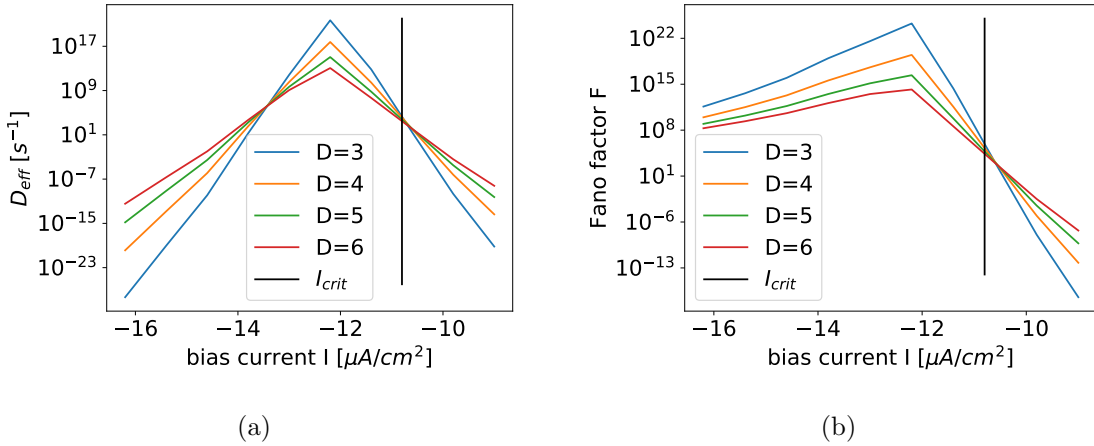 10^17
10^9
10^1
10^-7
10^-15
10^-23
D_eff [s^-1]
D=3
D=4
D=5
D=6
I_crit
−16
−14
−12
−10
bias current I [μA/cm^2]
(a)
10^22
10^15
10^8
10^1
10^-6
10^-13
Fano factor F
D=3
D=4
D=5
D=6
I_crit
−16
−14
−12
−10
bias current I [μA/cm^2]
(b)